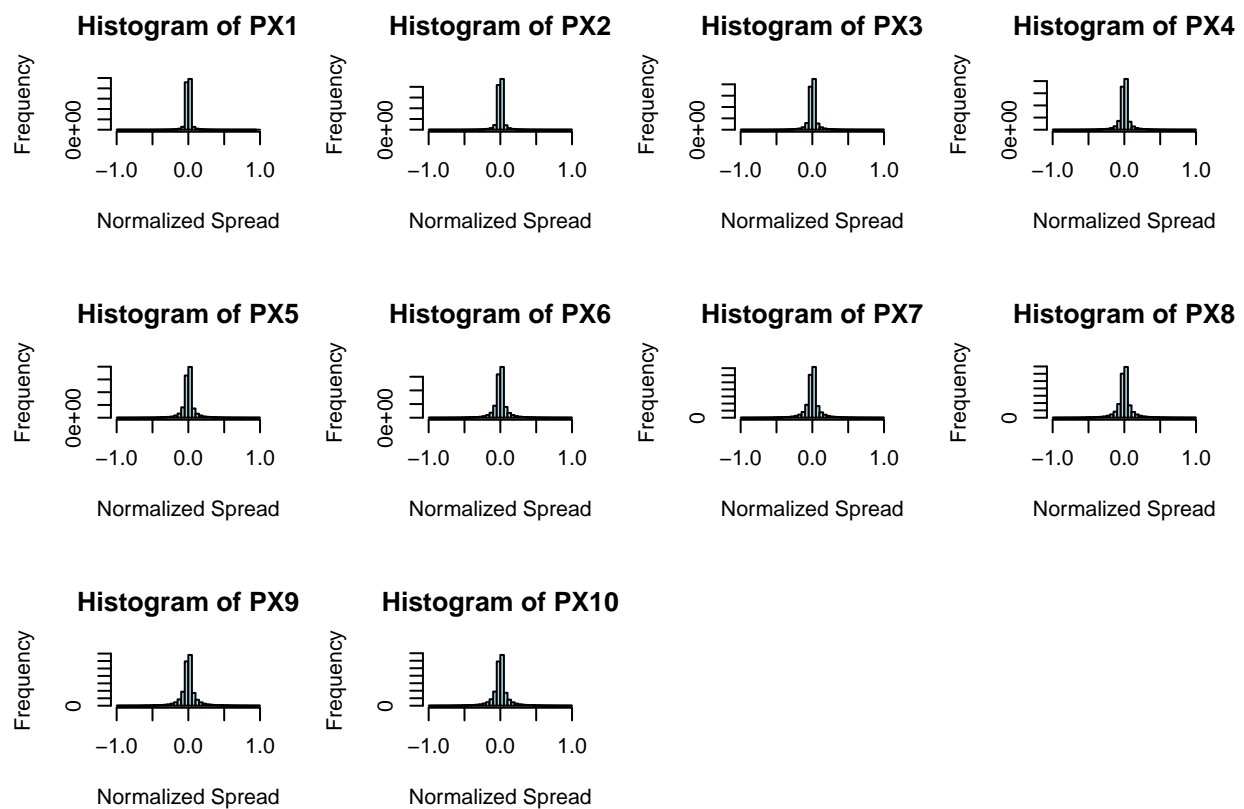 Histogram of PX1
Frequency
0e+00
−1.0 0.0 1.0
Normalized Spread
Histogram of PX2
Frequency
0e+00
−1.0 0.0 1.0
Normalized Spread
Histogram of PX3
Frequency
0e+00
−1.0 0.0 1.0
Normalized Spread
Histogram of PX4
Frequency
0e+00
−1.0 0.0 1.0
Normalized Spread
Histogram of PX5
Frequency
0e+00
−1.0 0.0 1.0
Normalized Spread
Histogram of PX6
Frequency
0e+00
−1.0 0.0 1.0
Normalized Spread
Histogram of PX7
Frequency
0
−1.0 0.0 1.0
Normalized Spread
Histogram of PX8
Frequency
0
−1.0 0.0 1.0
Normalized Spread
Histogram of PX9
Frequency
0
−1.0 0.0 1.0
Normalized Spread
Histogram of PX10
Frequency
0
−1.0 0.0 1.0
Normalized Spread